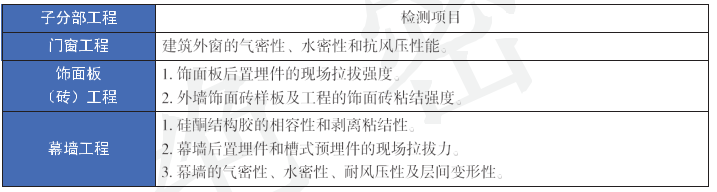 子分部工程 检测项目
门窗工程 建筑外窗的气密性、水密性和抗风压性能。
饰面板
（砖）工程
1. 饰面板后置埋件的现场拉拔强度。
2. 外墙饰面砖样板及工程的饰面砖粘结强度。
幕墙工程
1. 硅酮结构胶的相容性和剥离粘结性。
2. 幕墙后置埋件和槽式预埋件的现场拉拔力。
3. 幕墙的气密性、水密性、耐风压性及层间变形性。